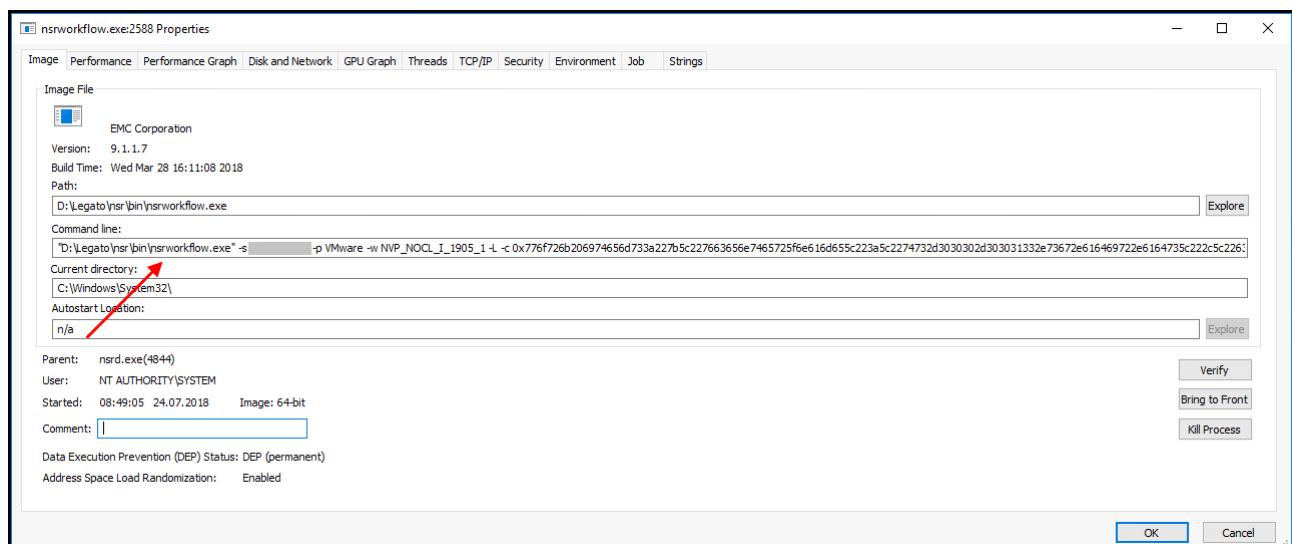 nsrworkflow.exe:2588 Properties
Image Performance Performance Graph Disk and Network GPU Graph Threads TCP/IP Security Environment Job Strings
Image File
EMC Corporation
Version: 9.1.1.7
Build Time: Wed Mar 28 16:11:08 2018
Path:
D:\Legato\nsr\bin\nsrworkflow.exe Explore
Command line:
"D:\Legato\nsr\bin\nsrworkflow.exe" -s -p VMware -w NVP_NOCL_I_1905_1 -L -c 0x776f726b206974656d733a227b5c227663656e7465725f6e616d655c223a5c2274732d3030302d303031332e73672e616469722e6164735c222c5c2263
Current directory:
C:\Windows\System32\
Autostart Location:
n/a Explore
Parent: nsrd.exe(4844)
User: NT AUTHORITY\SYSTEM
Started: 08:49:05 24.07.2018 Image: 64-bit
Comment:
Data Execution Prevention (DEP) Status: DEP (permanent)
Address Space Load Randomization: Enabled
Verify
Bring to Front
Kill Process
OK Cancel